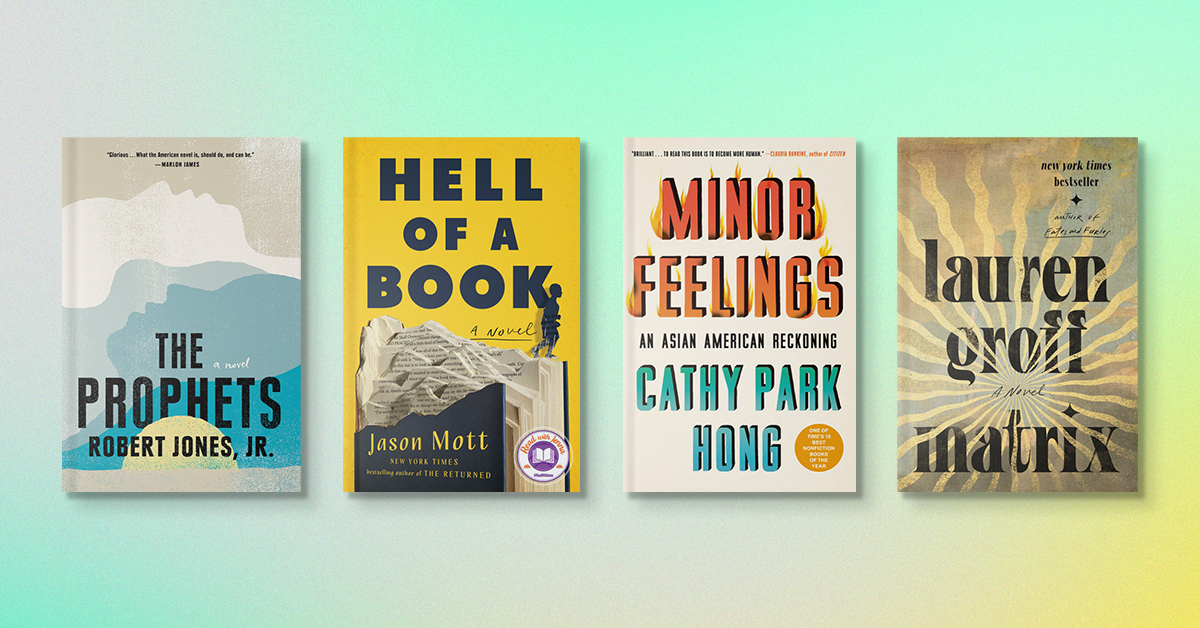 "Glorious . . . What the American novel is, should do, and can be."
—MARLON JAMES
THE
a novel
PROPHETS
ROBERT JONES, JR.
HELL
OF A
BOOK
A Novel
Jason Mott
NEW YORK TIMES
bestselling author of THE RETURNED
Read with Jenna
"BRILLIANT . . . TO READ THIS BOOK IS TO BECOME MORE HUMAN." —CLAUDIA RANKINE, author of CITIZEN
MINOR
FEELINGS
AN ASIAN AMERICAN RECKONING
CATHY PARK
HONG
ONE OF
TIME'S 10
BEST
NONFICTION
BOOKS OF
THE YEAR
new york times
bestseller
author of
Fates and Furies
lauren
groff
A Novel
matrix